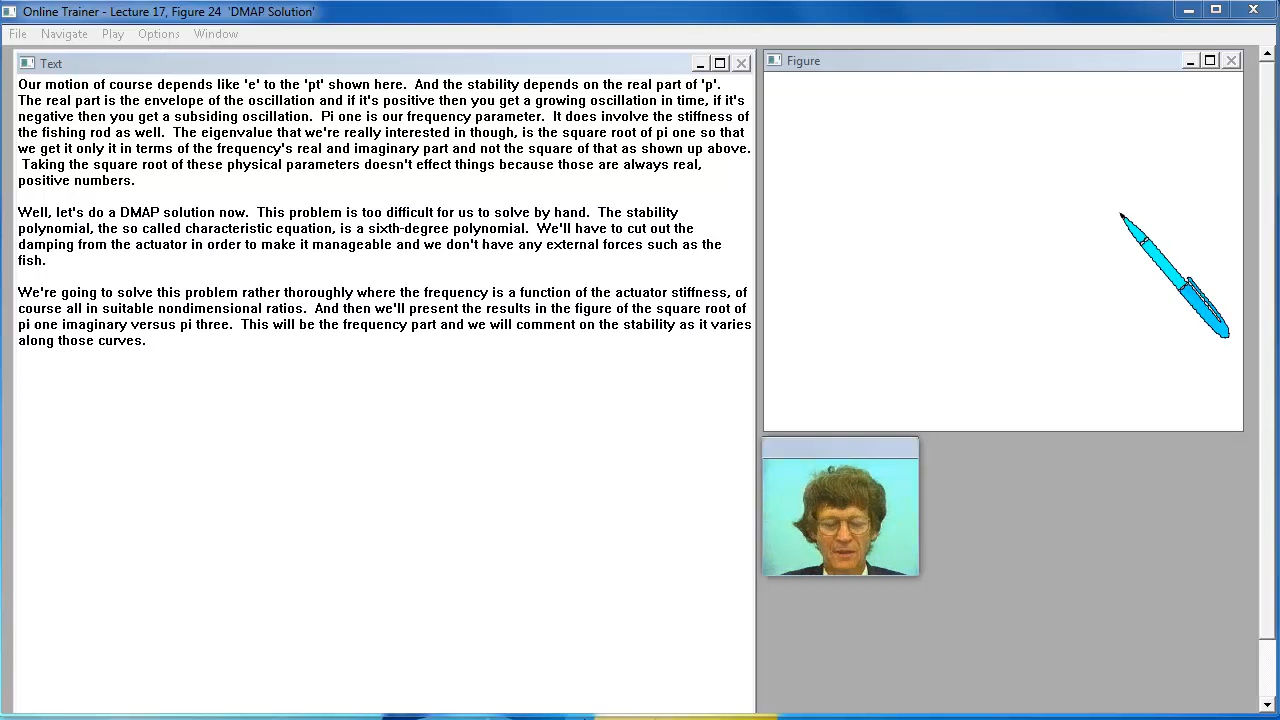 Online Trainer - Lecture 17, Figure 24  'DMAP Solution'
File Navigate Play Options Window
Text
Figure
Our motion of course depends like 'e' to the 'pt' shown here.  And the stability depends on the real part of 'p'.
The real part is the envelope of the oscillation and if it's positive then you get a growing oscillation in time, if it's
negative then you get a subsiding oscillation.  Pi one is our frequency parameter.  It does involve the stiffness of
the fishing rod as well.  The eigenvalue that we're really interested in though, is the square root of pi one so that
we get it only it in terms of the frequency's real and imaginary part and not the square of that as shown up above.
Taking the square root of these physical parameters doesn't effect things because those are always real,
positive numbers.
Well, let's do a DMAP solution now.  This problem is too difficult for us to solve by hand.  The stability
polynomial, the so called characteristic equation, is a sixth-degree polynomial.  We'll have to cut out the
damping from the actuator in order to make it manageable and we don't have any external forces such as the
fish.
We're going to solve this problem rather thoroughly where the frequency is a function of the actuator stiffness, of
course all in suitable nondimensional ratios.  And then we'll present the results in the figure of the square root of
pi one imaginary versus pi three.  This will be the frequency part and we will comment on the stability as it varies
along those curves.